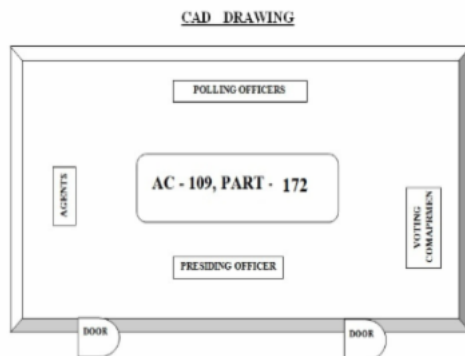 CAD DRAWING
POLLING OFFICERS
AGENTS
AC - 109, PART - 172
VOTING
COMAPRMEN
PRESIDING OFFICER
DOOR
DOOR